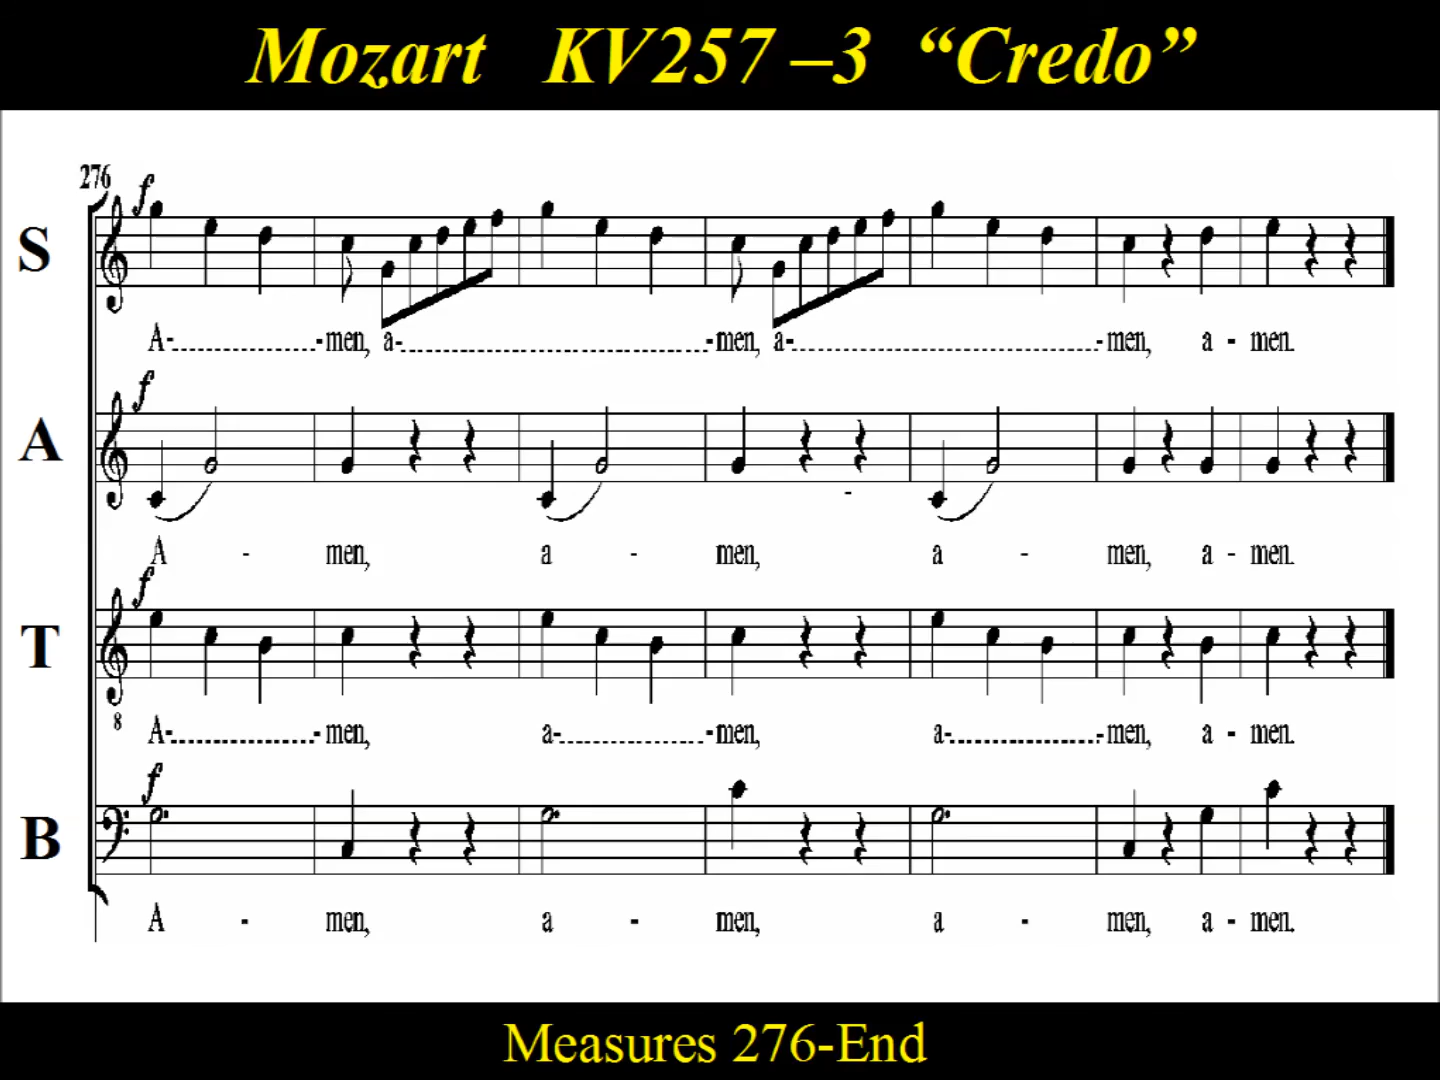 Mozart KV257 –3 “Credo”
276
f
S
A- -men, a- -men, a- -men, a - men.
f
A
A - men, a - men, a - men, a - men.
f
T
8
A- -men, a- -men, a- -men, a - men.
f
B
A - men, a - men, a - men, a - men.
Measures 276-End